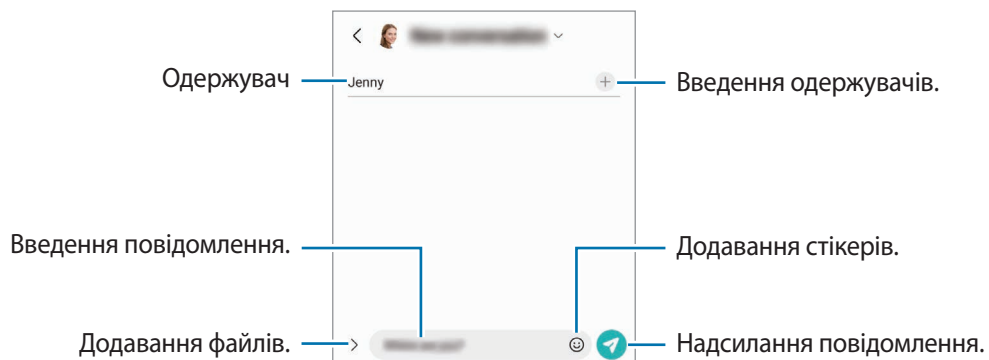 Одержувач
Jenny
Введення одержувачів.
Введення повідомлення.
Додавання стікерів.
Додавання файлів.
Надсилання повідомлення.